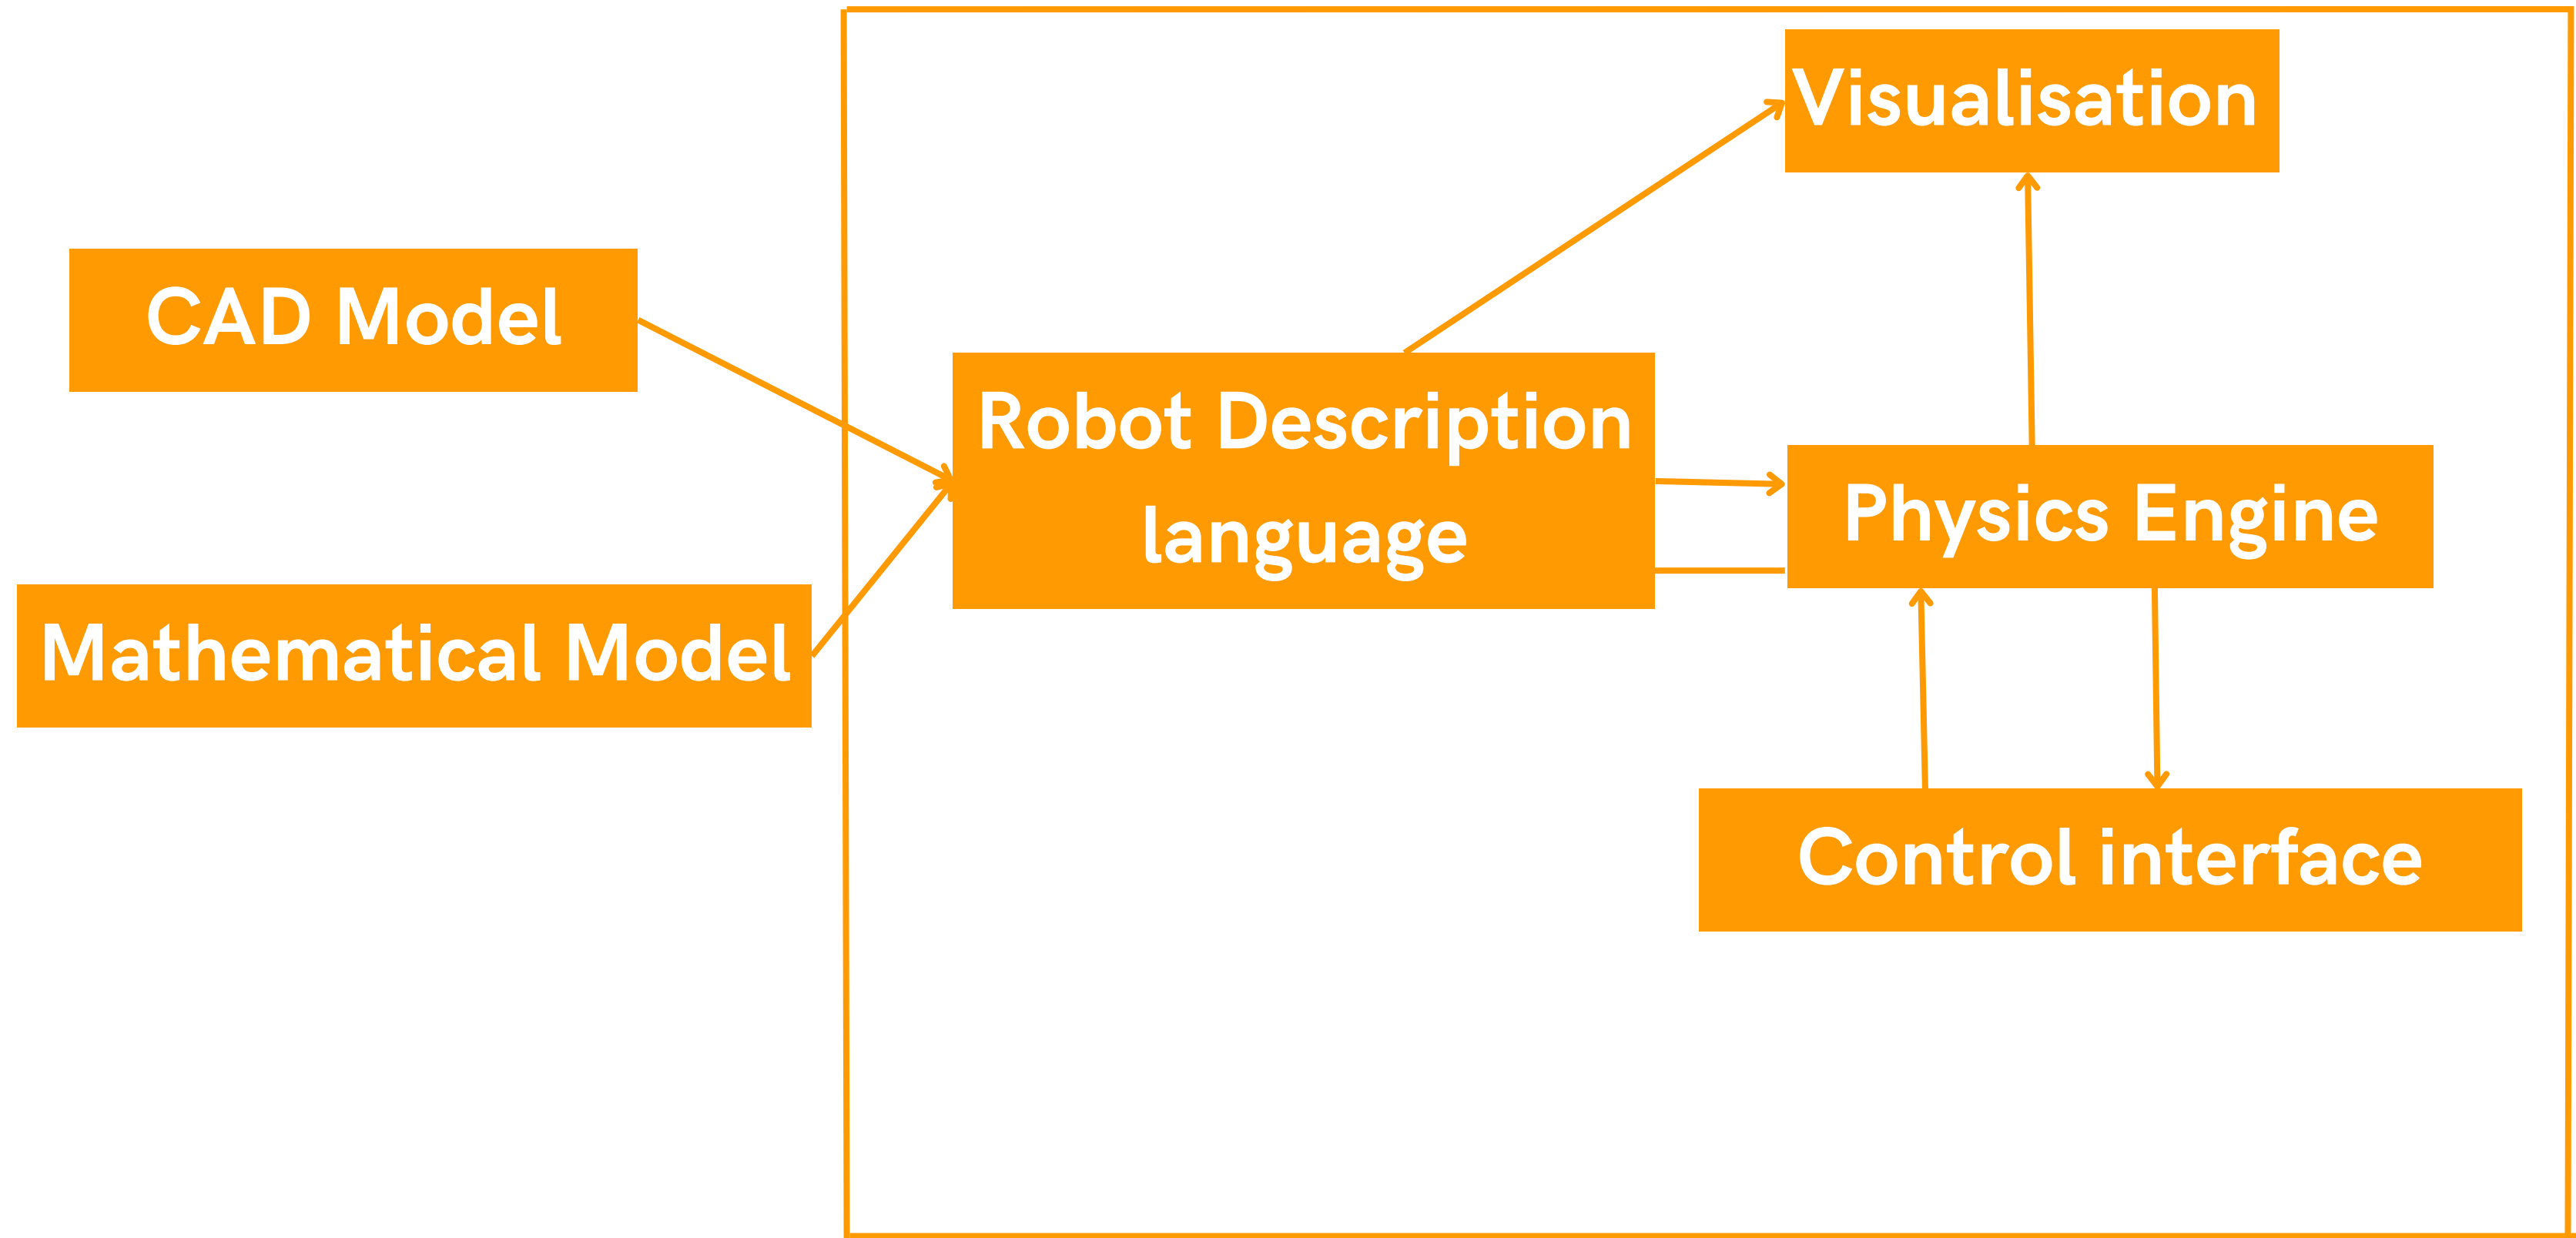 Visualisation
CAD Model
Robot Description
language
Physics Engine
Mathematical Model
Control interface